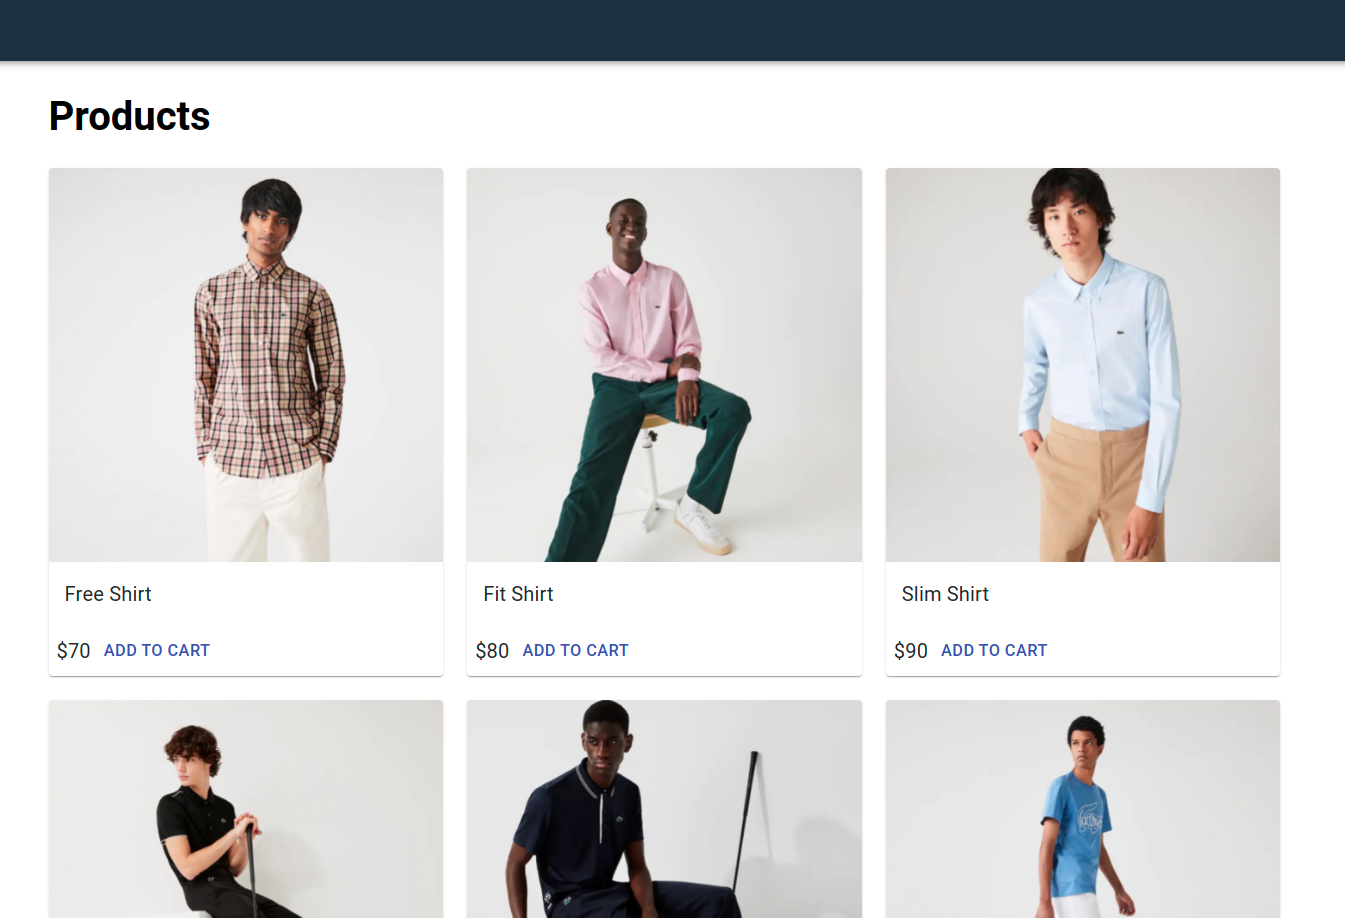 Products
Free Shirt
Fit Shirt
Slim Shirt
$70 ADD TO CART
$80 ADD TO CART
$90 ADD TO CART